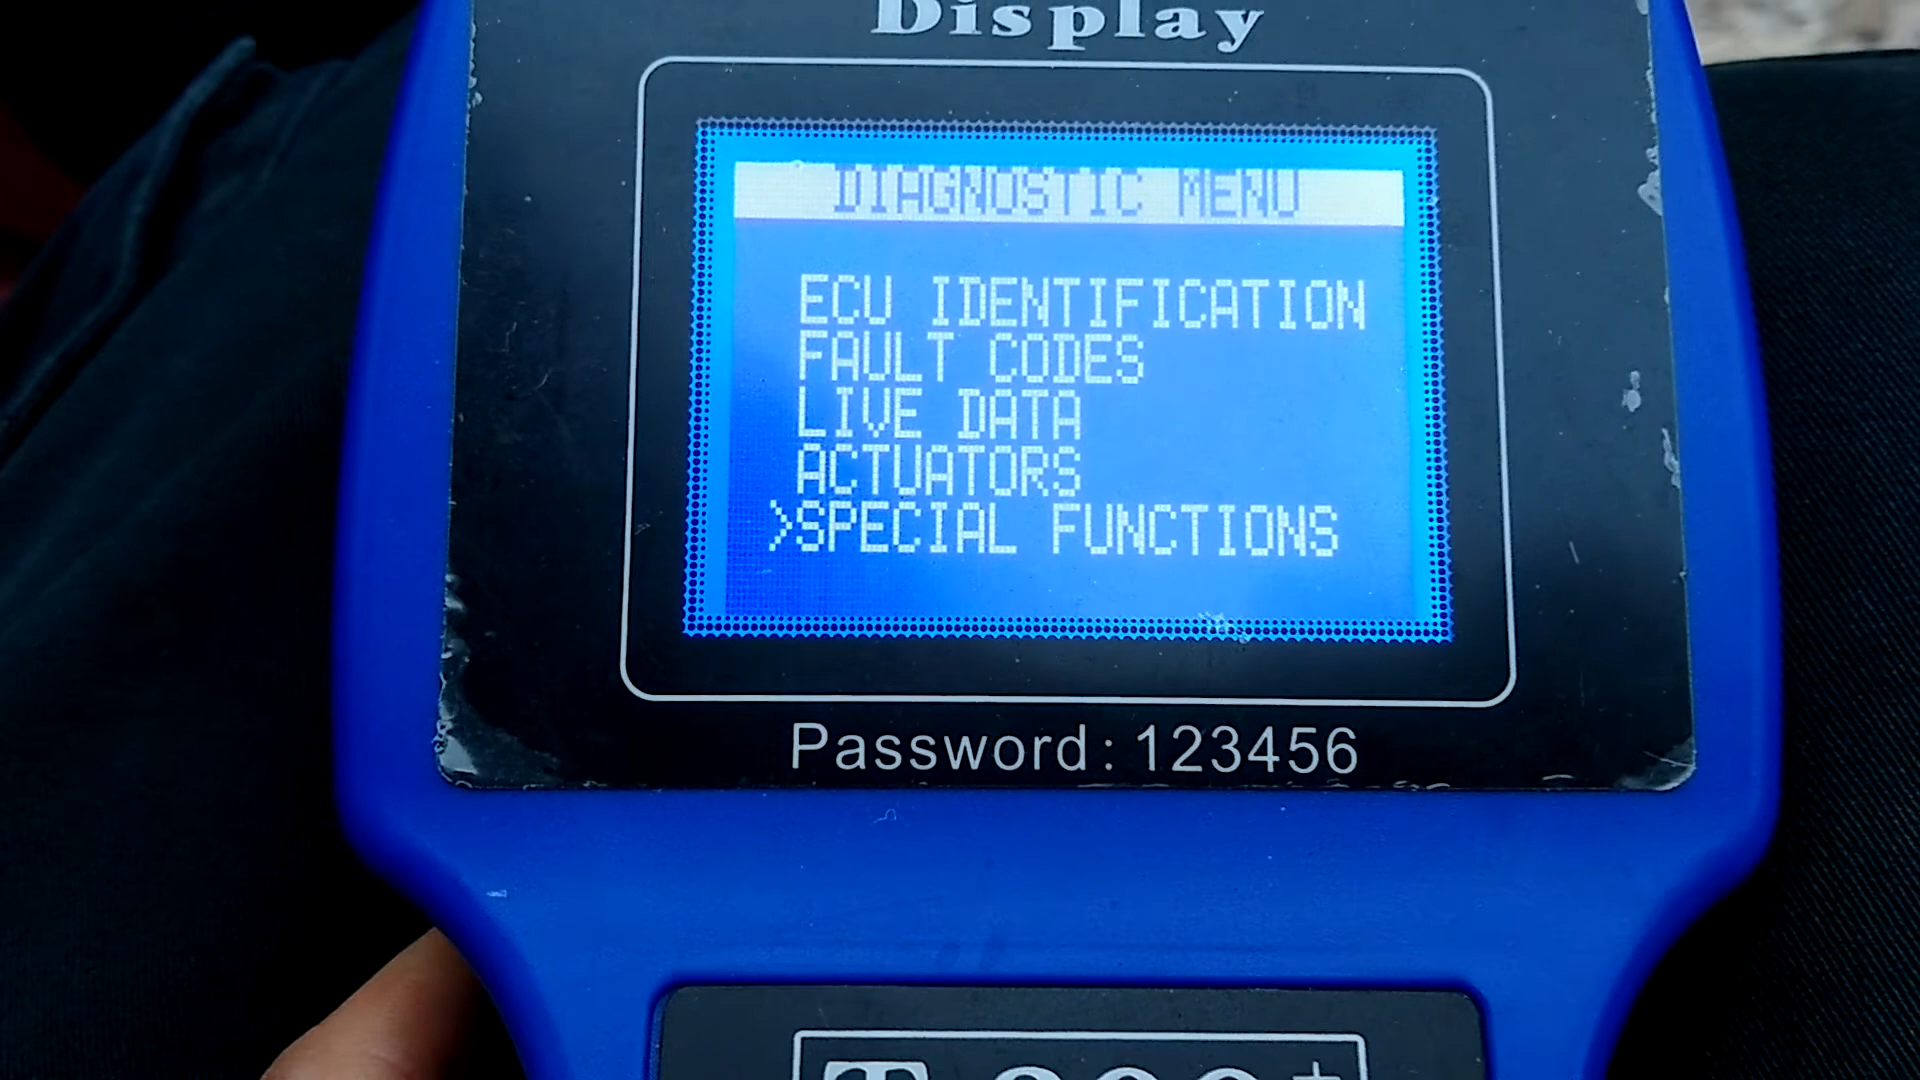 Display
DIAGNOSTIC MENU
ECU IDENTIFICATION
FAULT CODES
LIVE DATA
ACTUATORS
>SPECIAL FUNCTIONS
Password: 123456